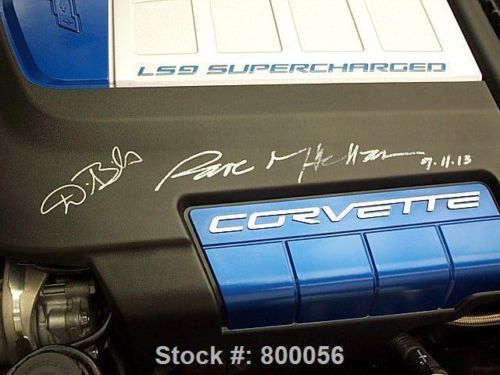 LS9 SUPERCHARGED
9.11.13
CORVETTE
Stock #: 800056